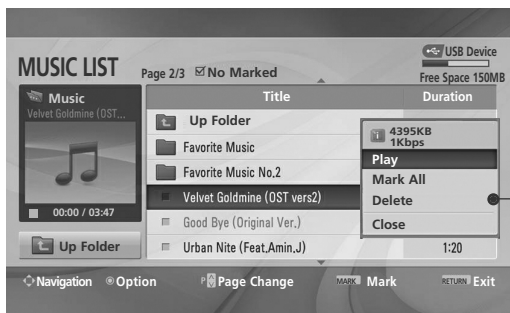 MUSIC LIST
Page 2/3 No Marked
USB Device
Free Space 150MB
Music
Velvet Goldmine (OST...
00:00 / 03:47
Up Folder
Title Duration
Up Folder
Favorite Music
Favorite Music No.2
Velvet Goldmine (OST vers2)
Good Bye (Original Ver.)
Urban Nite (Feat.Amin,J) 1:20
4395KB
1Kbps
Play
Mark All
Delete
Close
Navigation Option P Page Change MARK Mark RETURN Exit